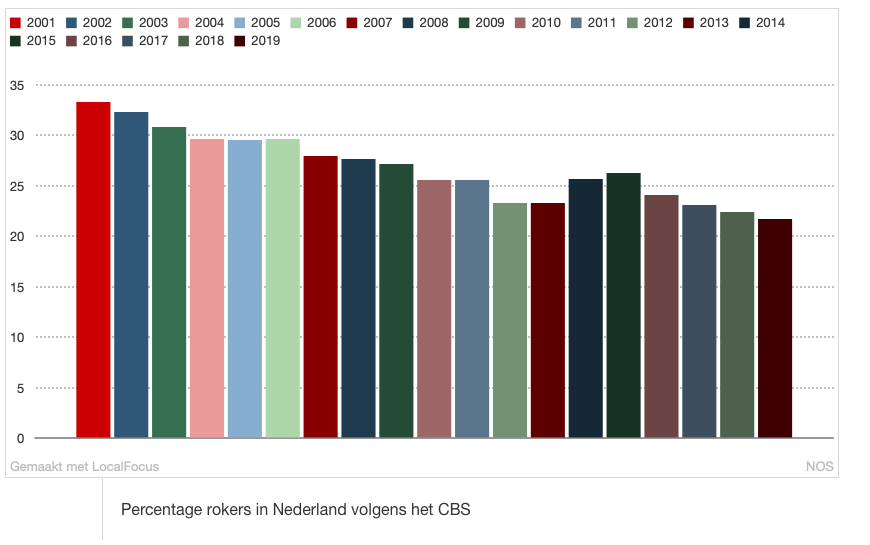 2001 2002 2003 2004 2005 2006 2007 2008 2009 2010 2011 2012 2013 2014
2015 2016 2017 2018 2019
35
30
25
20
15
10
5
0
Gemaakt met LocalFocus NOS
Percentage rokers in Nederland volgens het CBS